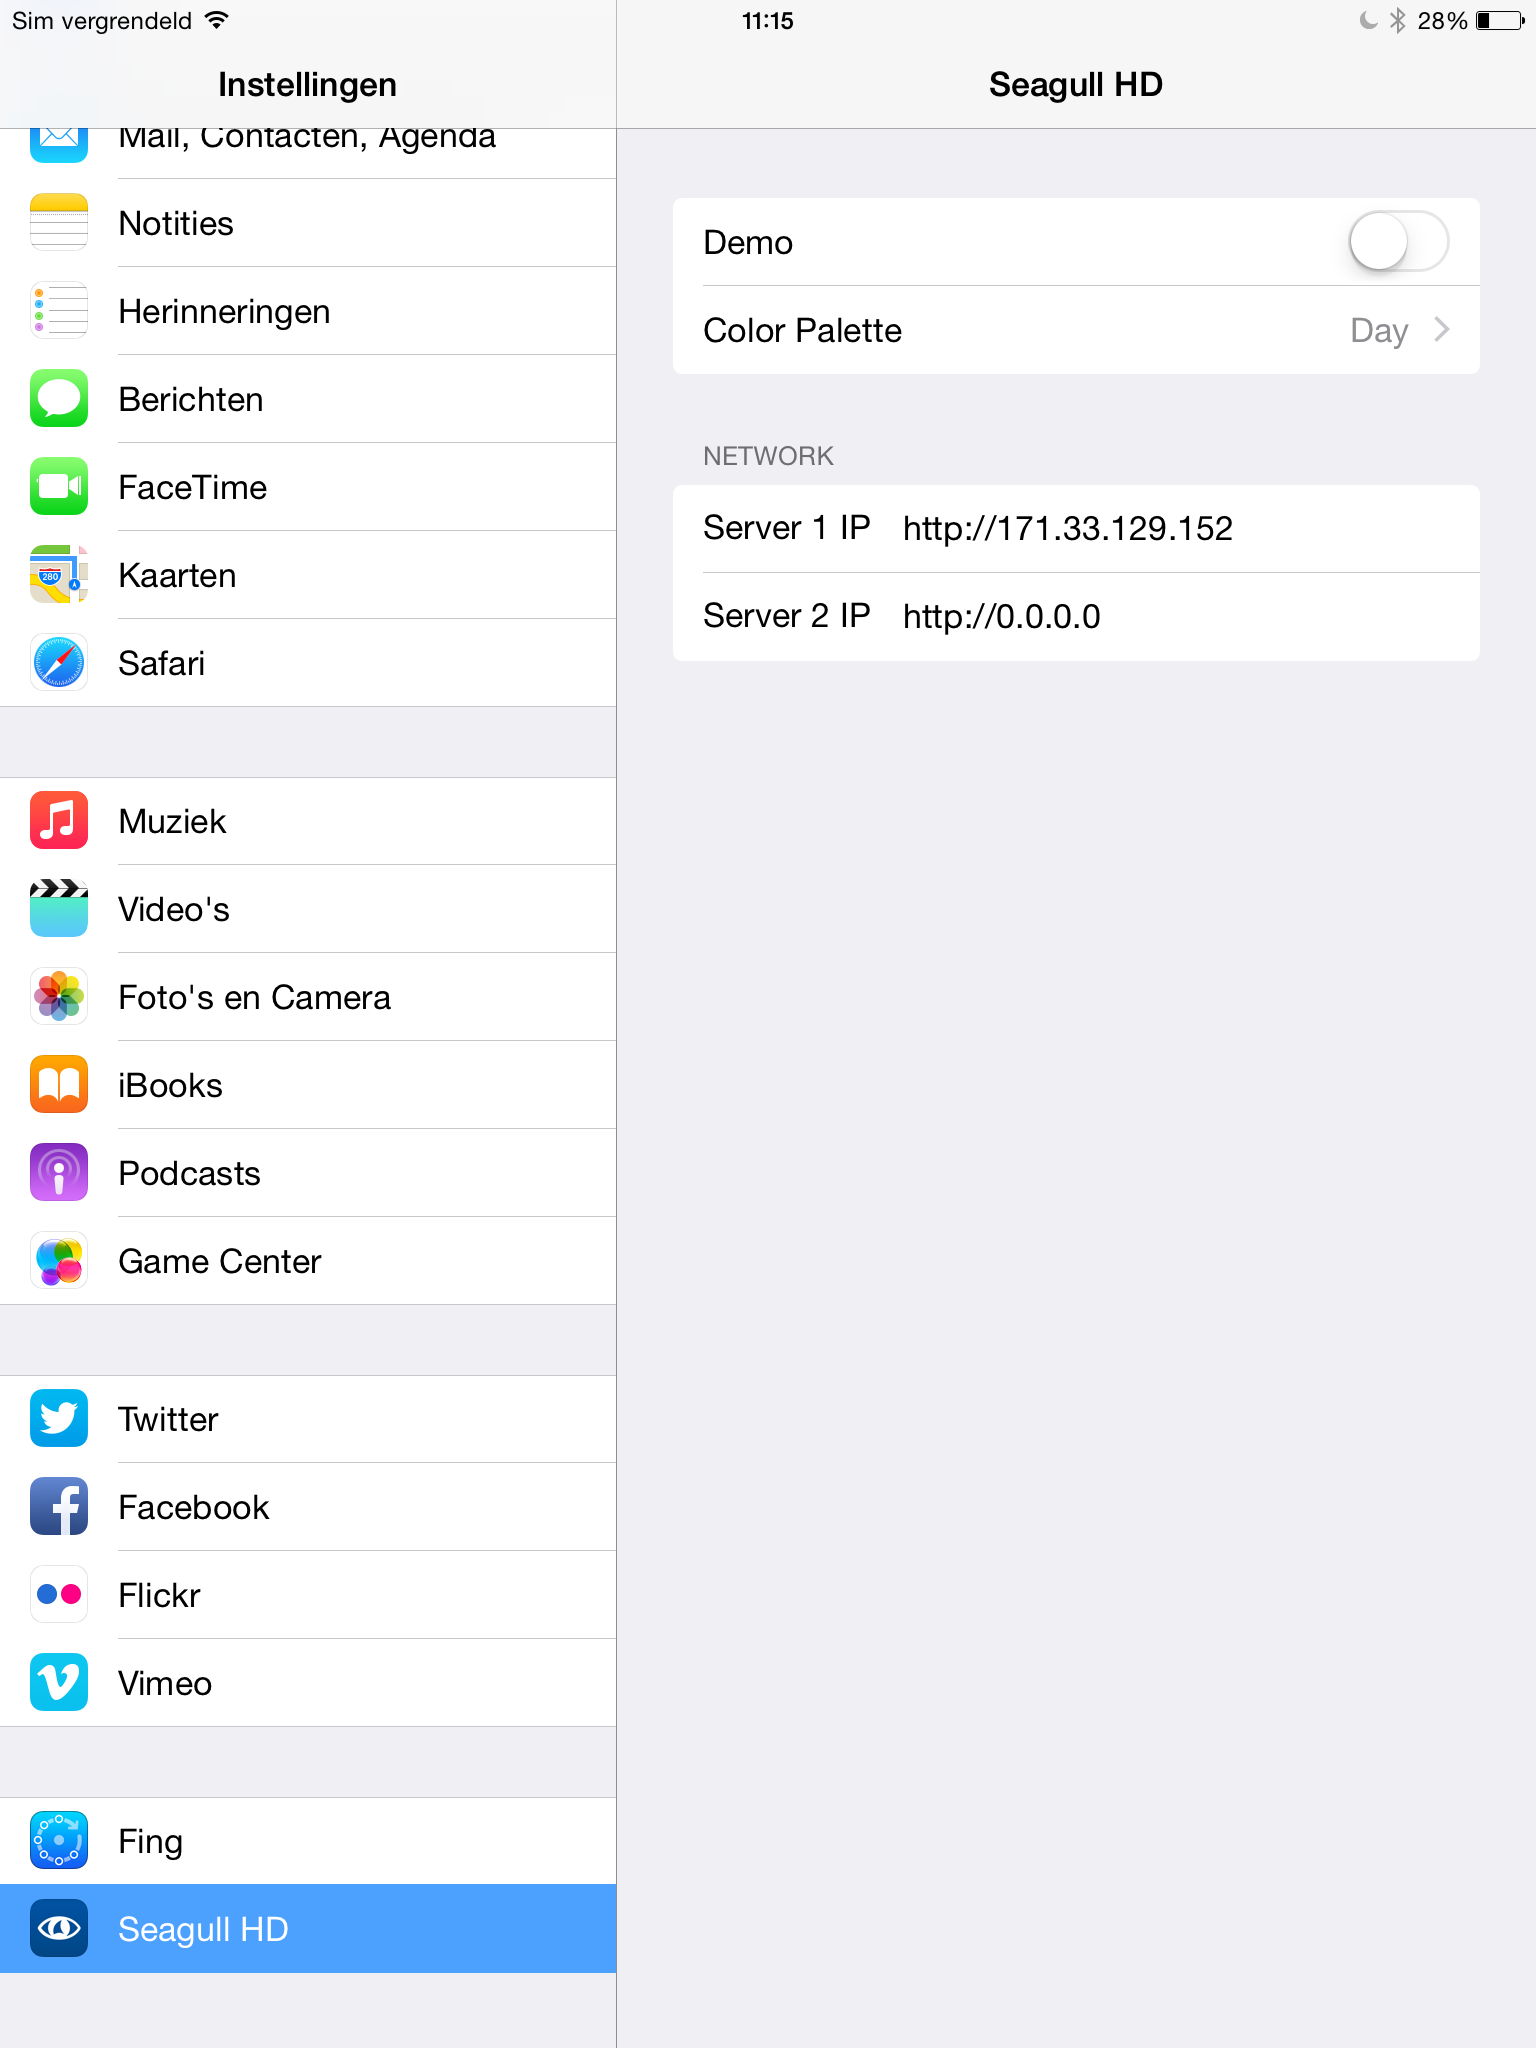 Sim vergrendeld
11:15
28%
Instellingen
Seagull HD
Mail, Contacten, Agenda
Notities
Herinneringen
Berichten
FaceTime
280
Kaarten
Safari
Muziek
Video's
Foto's en Camera
iBooks
Podcasts
Game Center
Twitter
Facebook
Flickr
Vimeo
Fing
Seagull HD
Demo
Color Palette Day
NETWORK
Server 1 IP http://171.33.129.152
Server 2 IP http://0.0.0.0